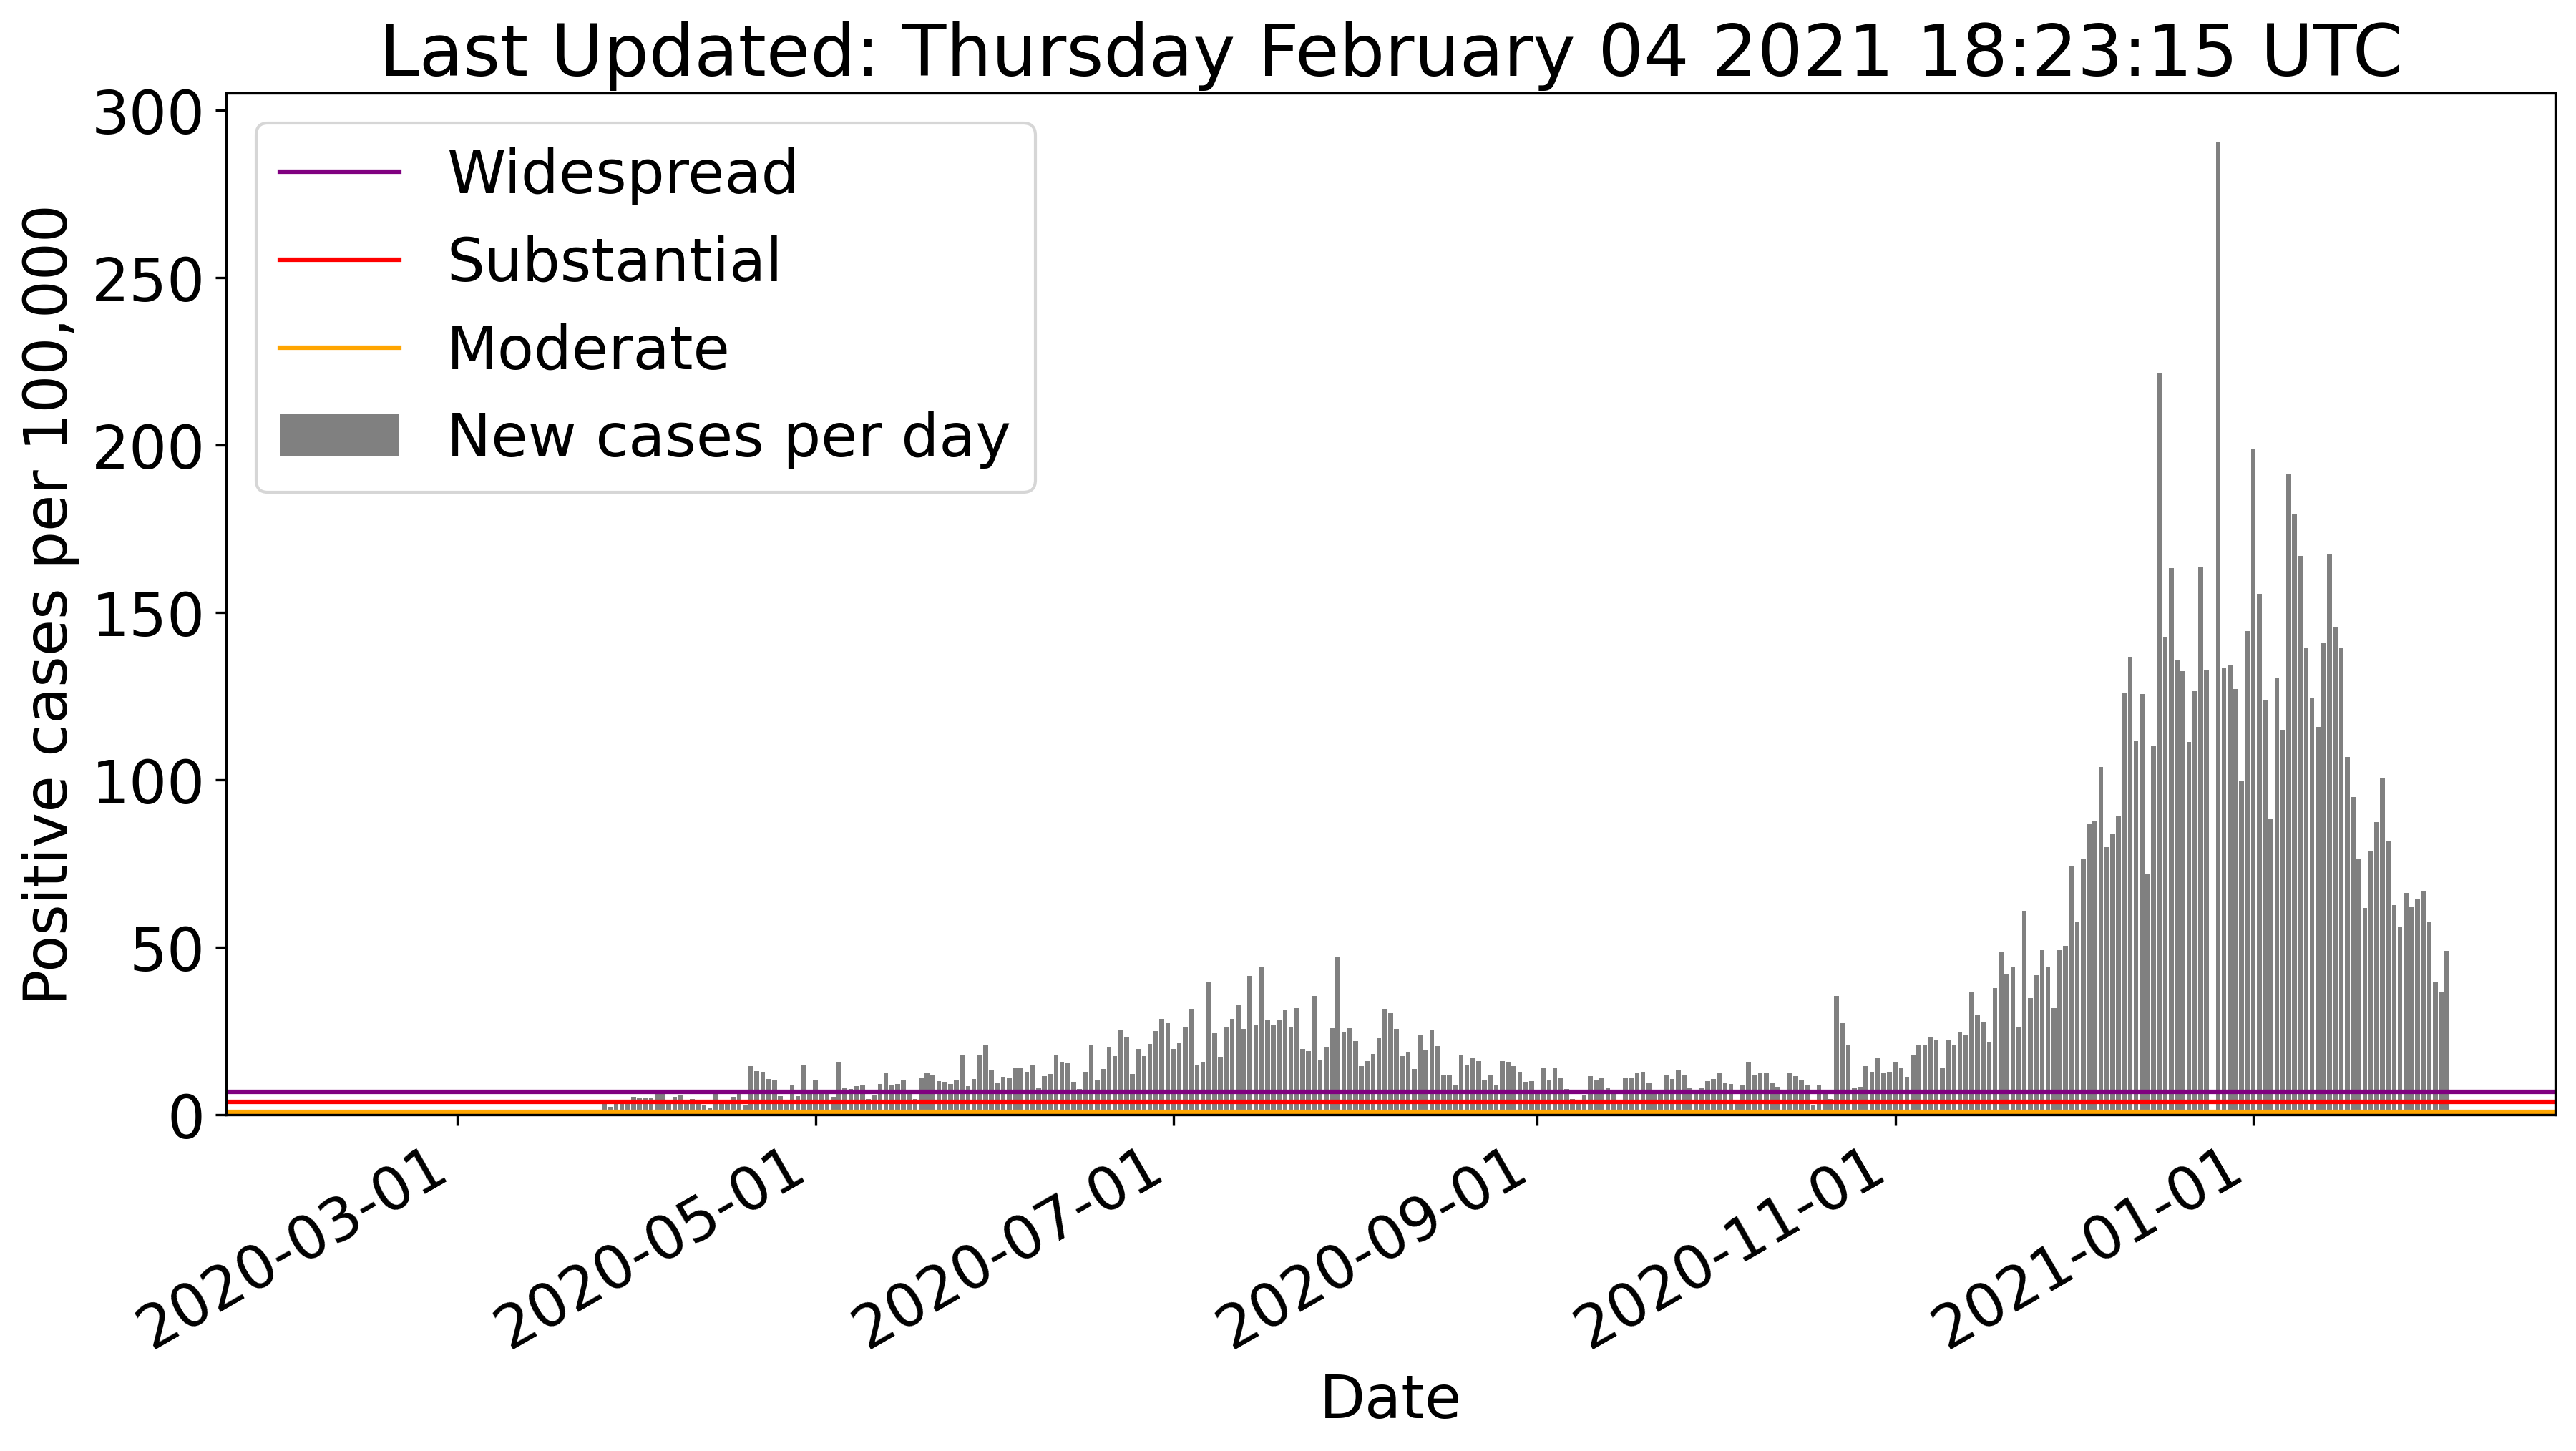 Last Updated: Thursday February 04 2021 18:23:15 UTC
Positive cases per 100,000
300
250
200
150
100
50
0
Widespread
Substantial
Moderate
New cases per day
2020-03-01
2020-05-01
2020-07-01
2020-09-01
2020-11-01
2021-01-01
Date